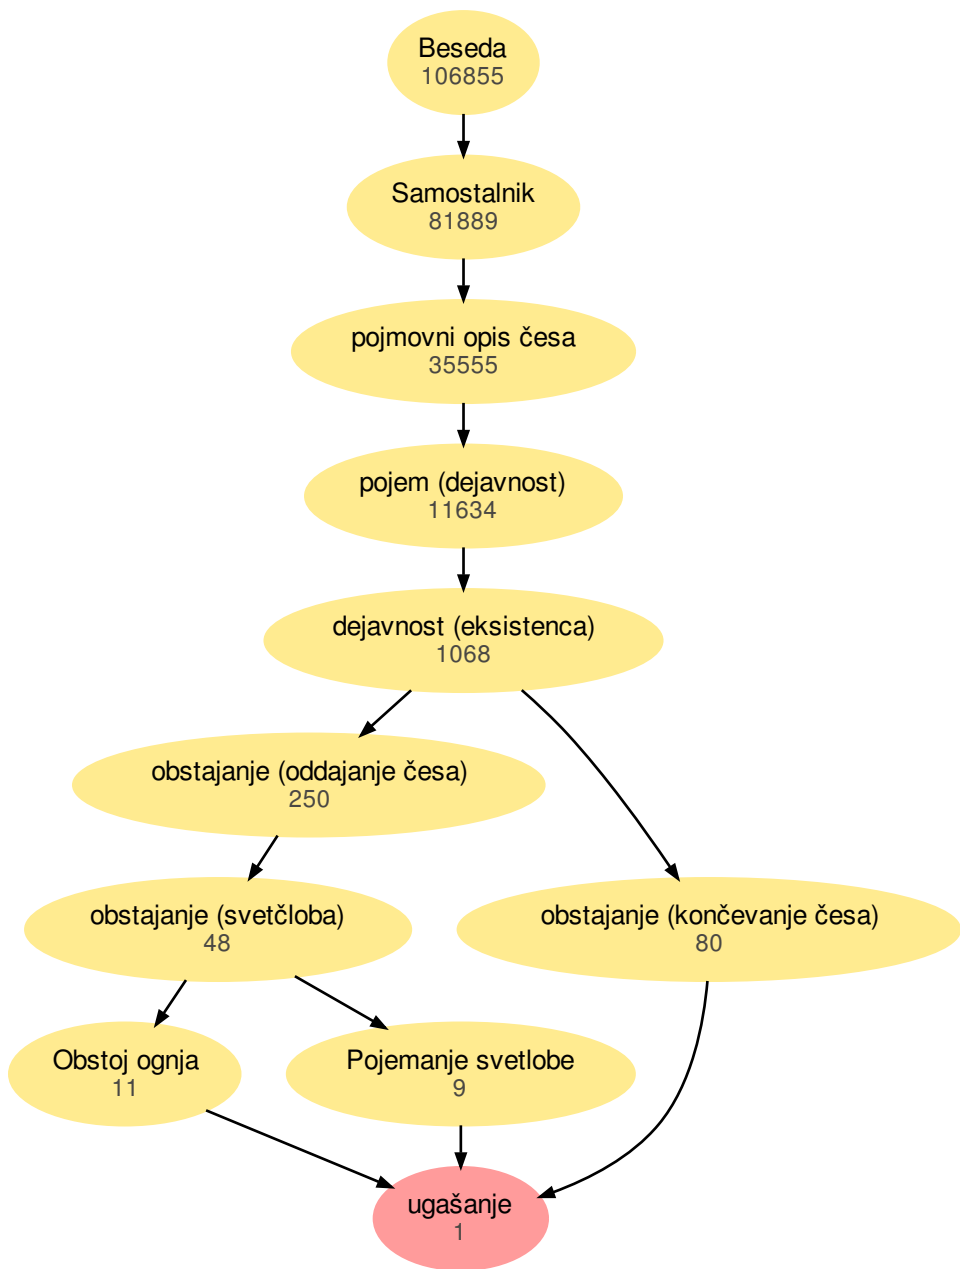 Beseda
106855
Samostalnik
81889
pojmovni opis česa
35555
pojem (dejavnost)
11634
dejavnost (eksistenca)
1068
obstajanje (oddajanje česa)
250
obstajanje (svetčloba)
48
obstajanje (končevanje česa)
80
Obstoj ognja
11
Pojemanje svetlobe
9
ugašanje
1